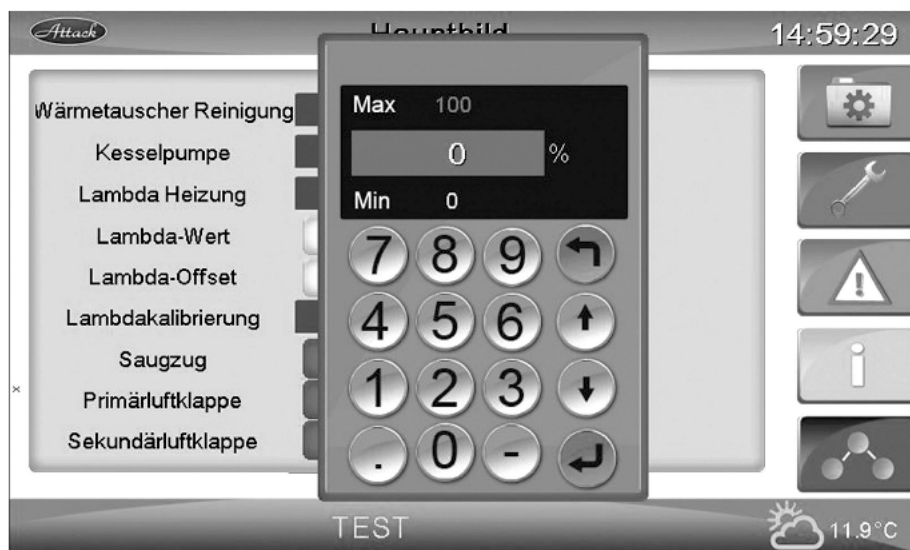 Attack
Hauptbild
14:59:29
Wärmetauscher Reinigung
Kesselpumpe
Lambda Heizung
Lambda-Wert
Lambda-Offset
Lambdakalibrierung
Saugzug
Primärluftklappe
Sekundärluftklappe
Max 100
0 %
Min 0
7 8 9
4 5 6
1 2 3
. 0 -
x
TEST
11.9°C